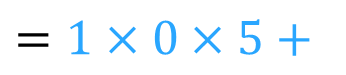 = 1 × 0 × 5 +